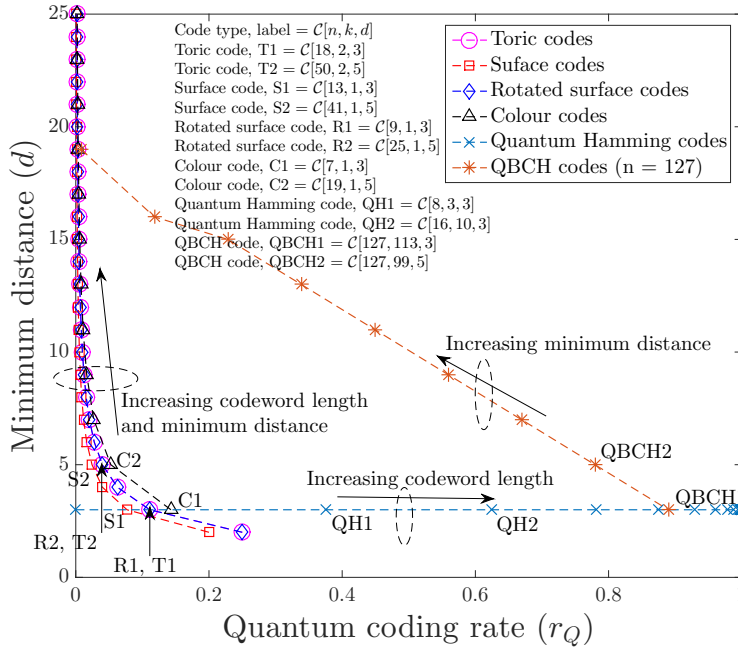 25
20
15
10
5
0
Minimum distance (d)
Code type, label = C[n, k, d]
Toric code, T1 = C[18, 2, 3]
Toric code, T2 = C[50, 2, 5]
Surface code, S1 = C[13, 1, 3]
Surface code, S2 = C[41, 1, 5]
Rotated surface code, R1 = C[9, 1, 3]
Rotated surface code, R2 = C[25, 1, 5]
Colour code, C1 = C[7, 1, 3]
Colour code, C2 = C[19, 1, 5]
Quantum Hamming code, QH1 = C[8, 3, 3]
Quantum Hamming code, QH2 = C[16, 10, 3]
QBCH code, QBCH1 = C[127, 113, 3]
QBCH code, QBCH2 = C[127, 99, 5]
Toric codes
Suface codes
Rotated surface codes
Colour codes
Quantum Hamming codes
QBCH codes (n = 127)
Increasing minimum distance
Increasing codeword length
and minimum distance
QBCH2
C2
S2
Increasing codeword length
C1
QBCH
S1
QH1
QH2
R2, T2
R1, T1
0
0.2
0.4
0.6
0.8
Quantum coding rate (r_Q)